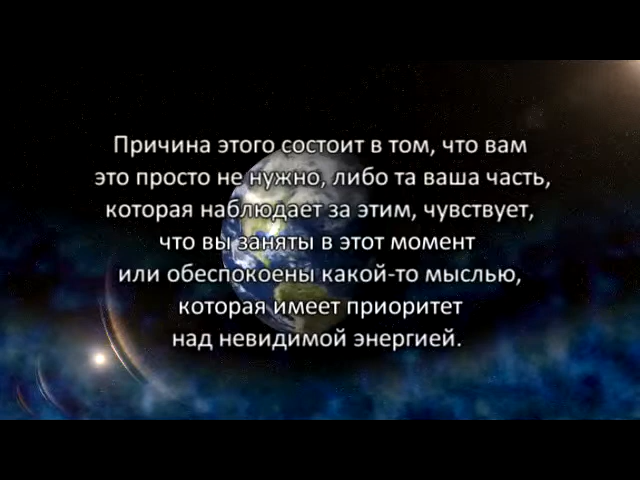 Причина этого состоит в том, что вам
это просто не нужно, либо та ваша часть,
которая наблюдает за этим, чувствует,
что вы заняты в этот момент
или обеспокоены какой-то мыслью,
которая имеет приоритет
над невидимой энергией.